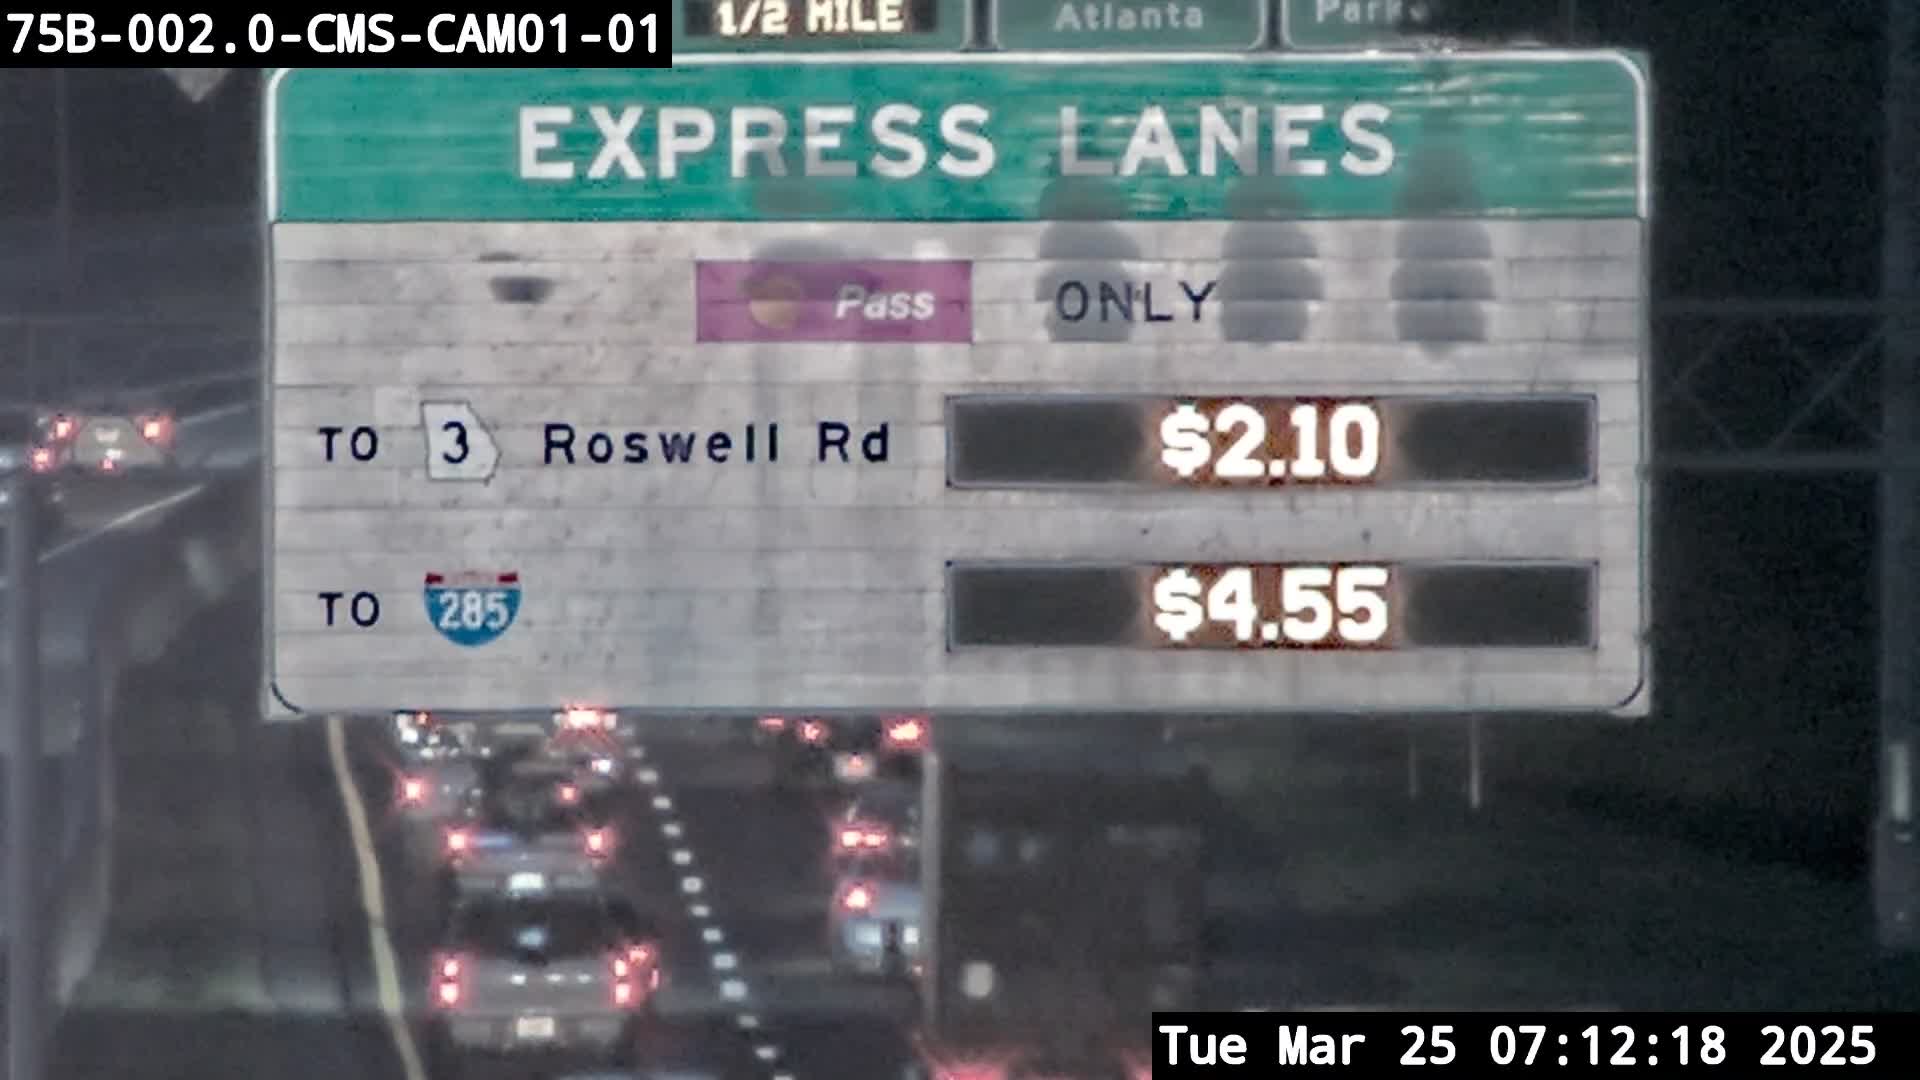 75B-002.0-CMS-CAM01-01
1/2 MILE
Atlanta
EXPRESS LANES
Pass ONLY
TO 3 Roswell Rd $2.10
TO 285 $4.55
Tue Mar 25 07:12:18 2025